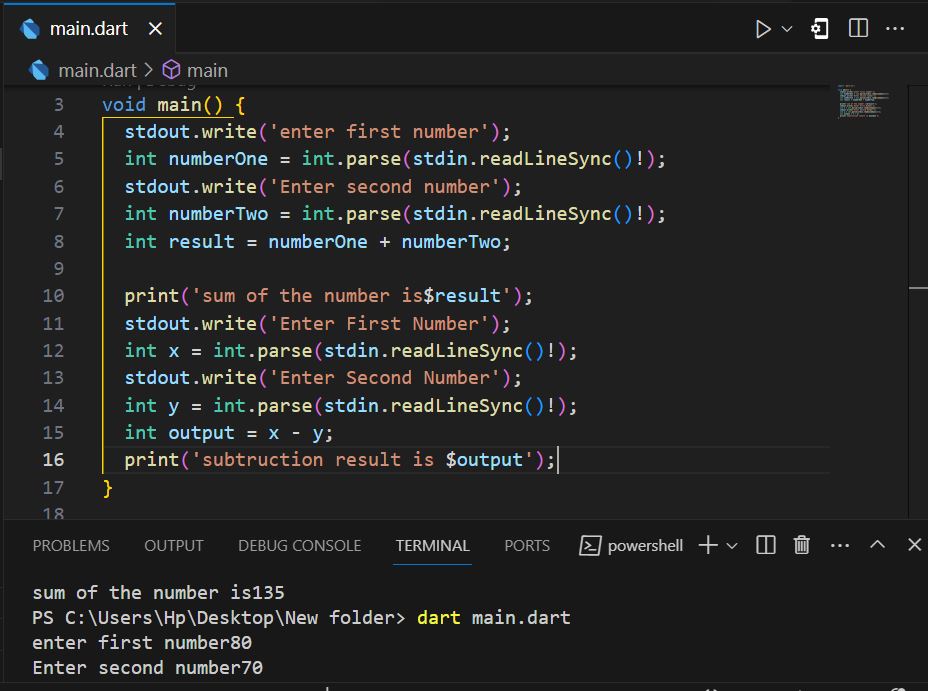 main.dart
main.dart > main
3 void main() {
4 stdout.write('enter first number');
5 int numberOne = int.parse(stdin.readLineSync()!);
6 stdout.write('Enter second number');
7 int numberTwo = int.parse(stdin.readLineSync()!);
8 int result = numberOne + numberTwo;
9
10 print('sum of the number is$result');
11 stdout.write('Enter First Number');
12 int x = int.parse(stdin.readLineSync()!);
13 stdout.write('Enter Second Number');
14 int y = int.parse(stdin.readLineSync()!);
15 int output = x - y;
16 print('subtruction result is $output');
17 }
18
PROBLEMS OUTPUT DEBUG CONSOLE TERMINAL PORTS powershell
sum of the number is135
PS C:\Users\Hp\Desktop\New folder> dart main.dart
enter first number80
Enter second number70